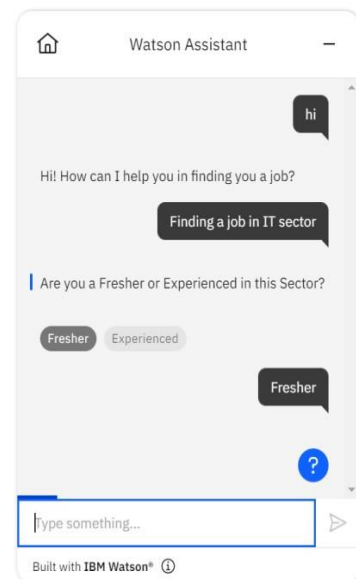 Watson Assistant
hi
Hi! How can I help you in finding you a job?
Finding a job in IT sector
Are you a Fresher or Experienced in this Sector?
Fresher Experienced
Fresher
?
Type something...
Built with IBM Watson®